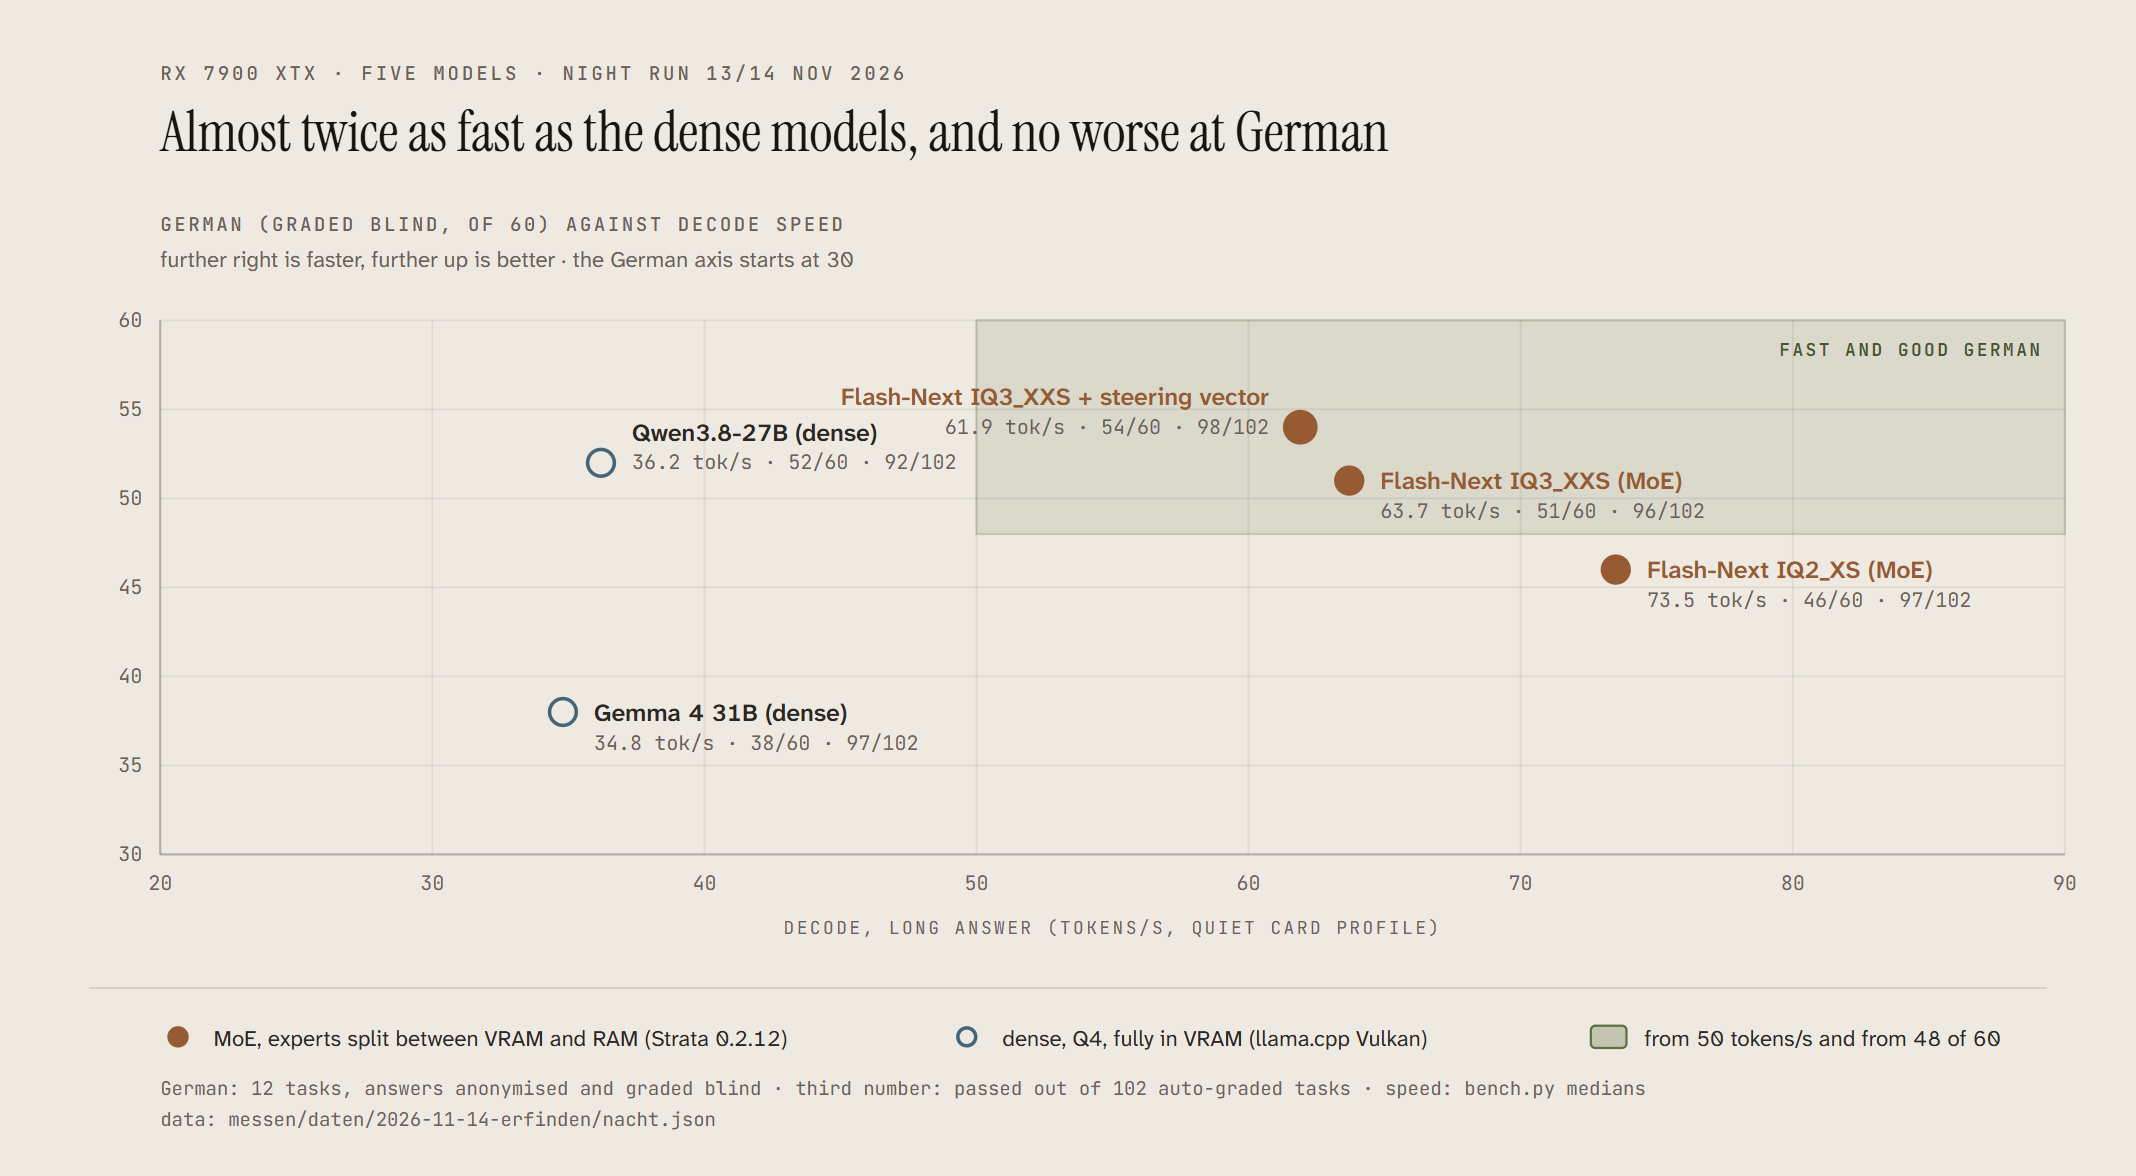 RX 7900 XTX · FIVE MODELS · NIGHT RUN 13/14 NOV 2026
Almost twice as fast as the dense models, and no worse at German
GERMAN (GRADED BLIND, OF 60) AGAINST DECODE SPEED
further right is faster, further up is better · the German axis starts at 30
60
FAST AND GOOD GERMAN
Flash-Next IQ3_XXS + steering vector
61.9 tok/s · 54/60 · 98/102
55
Qwen3.8-27B (dense)
36.2 tok/s · 52/60 · 92/102
Flash-Next IQ3_XXS (MoE)
63.7 tok/s · 51/60 · 96/102
50
Flash-Next IQ2_XS (MoE)
73.5 tok/s · 46/60 · 97/102
45
40
Gemma 4 31B (dense)
34.8 tok/s · 38/60 · 97/102
35
30
20 30 40 50 60 70 80 90
DECODE, LONG ANSWER (TOKENS/S, QUIET CARD PROFILE)
MoE, experts split between VRAM and RAM (Strata 0.2.12)
dense, Q4, fully in VRAM (llama.cpp Vulkan)
from 50 tokens/s and from 48 of 60
German: 12 tasks, answers anonymised and graded blind · third number: passed out of 102 auto-graded tasks · speed: bench.py medians
data: messen/daten/2026-11-14-erfinden/nacht.json